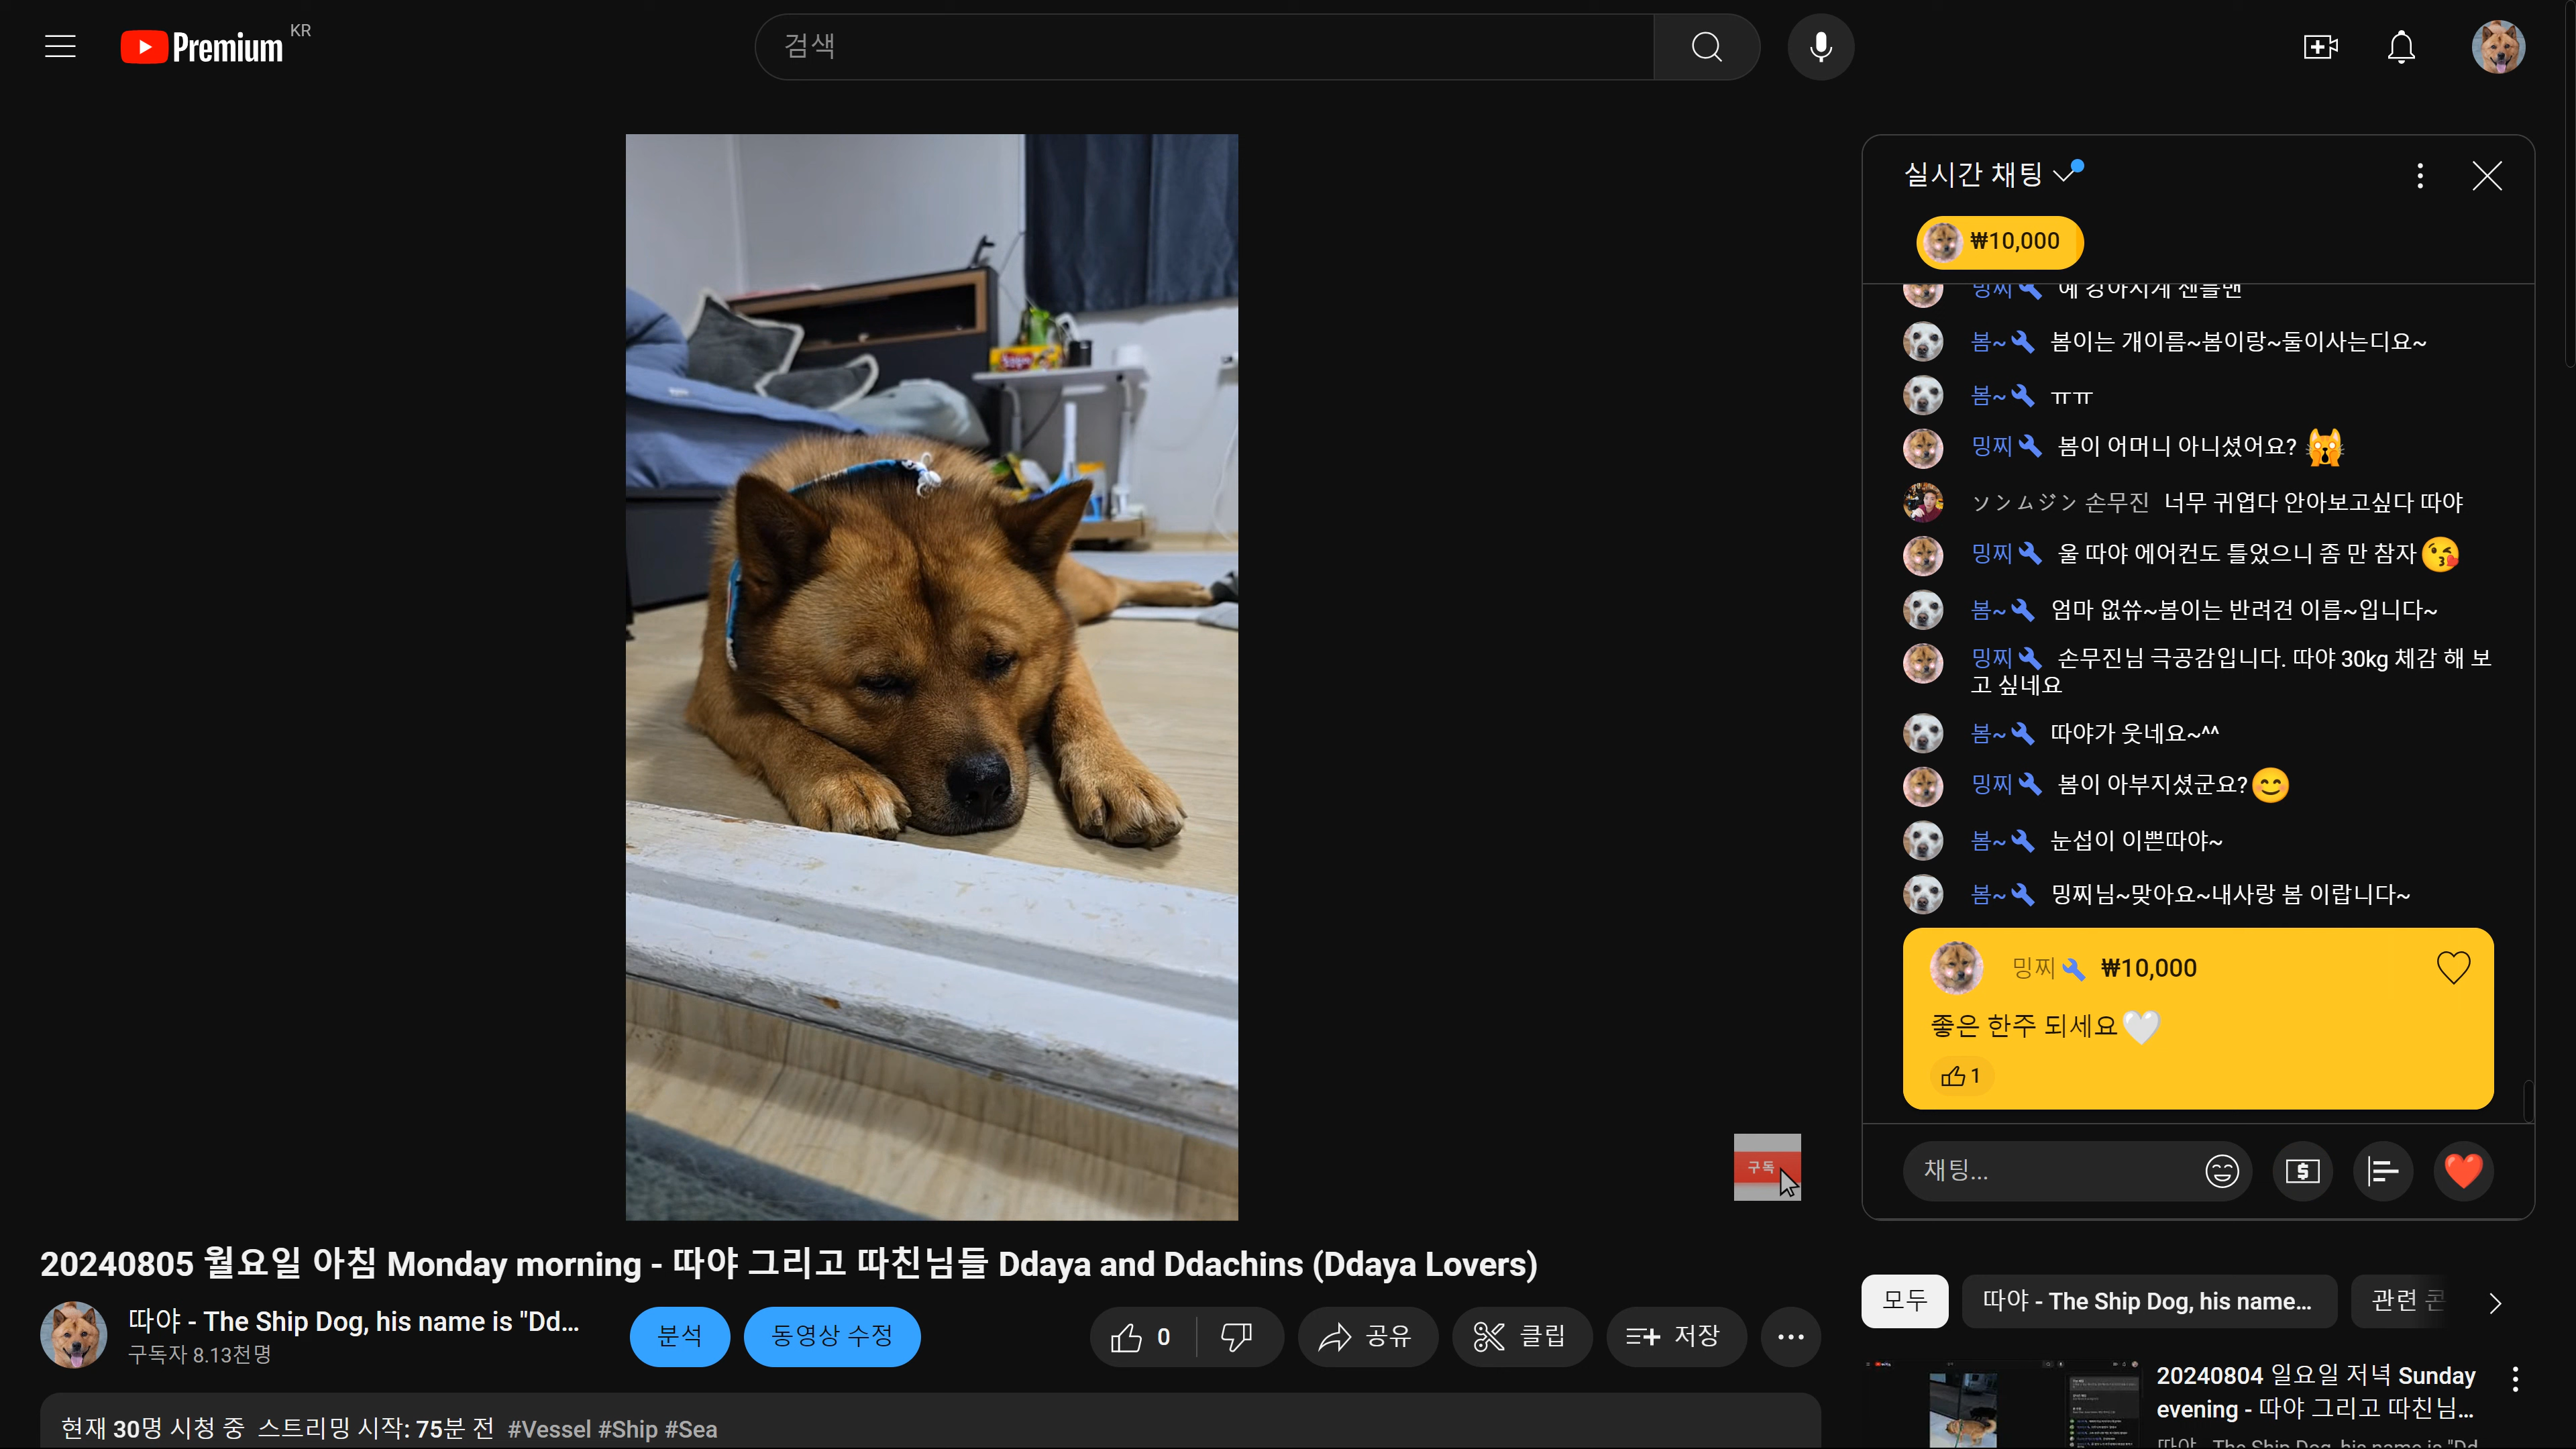 Premium KR
검색
실시간 채팅
₩10,000
밍찌
봄~ 봄이는 개이름~봄이랑~둘이사는디요~
봄~ ㅠㅠ
밍찌 봄이 어머니 아니셨어요? 🙀
ソンムジン 손무진 너무 귀엽다 안아보고싶다 따야
밍찌 울 따야 에어컨도 틀었으니 좀 만 참자😘
봄~ 엄마 없쓔~봄이는 반려견 이름~입니다~
밍찌 손무진님 극공감입니다. 따야 30kg 체감 해 보
고 싶네요
봄~ 따야가 웃네요~^^
밍찌 봄이 아부지셨군요?😊
봄~ 눈섭이 이쁜따야~
봄~ 밍찌님~맞아요~내사랑 봄 이랍니다~
밍찌 ₩10,000
좋은 한주 되세요🤍
1
채팅...
구독
20240805 월요일 아침 Monday morning - 따야 그리고 따친님들 Ddaya and Ddachins (Ddaya Lovers)
따야 - The Ship Dog, his name is "Dd...
구독자 8.13천명
분석
동영상 수정
0
공유
클립
저장
현재 30명 시청 중 스트리밍 시작: 75분 전 #Vessel #Ship #Sea
모두
따야 - The Ship Dog, his name...
관련
20240804 일요일 저녁 Sunday
evening - 따야 그리고 따친님...